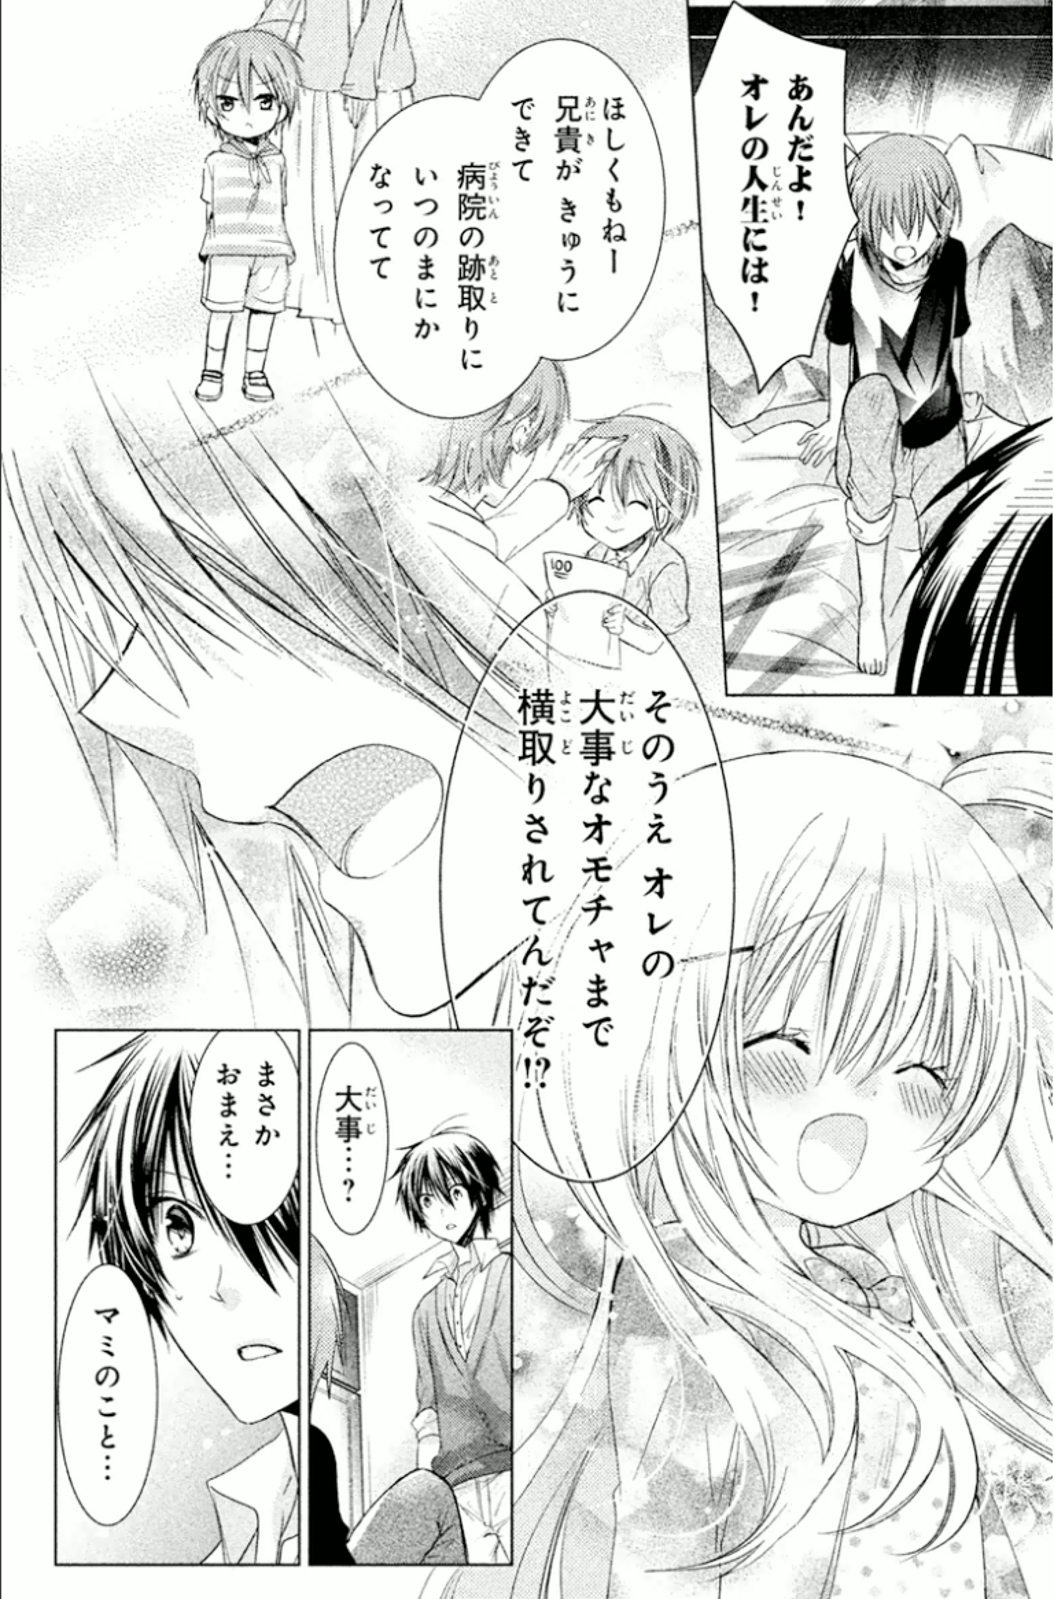 あんだよ!
オレの人生には!
ほしくもねー
兄貴が きゅうに
できて
病院の跡取りに
いつのまにか
なってて
100
そのうえ オレの
大事なオモチャまで
横取りされてんだぞ!?
大事…?
まさか
おまえ…
マミのこと…